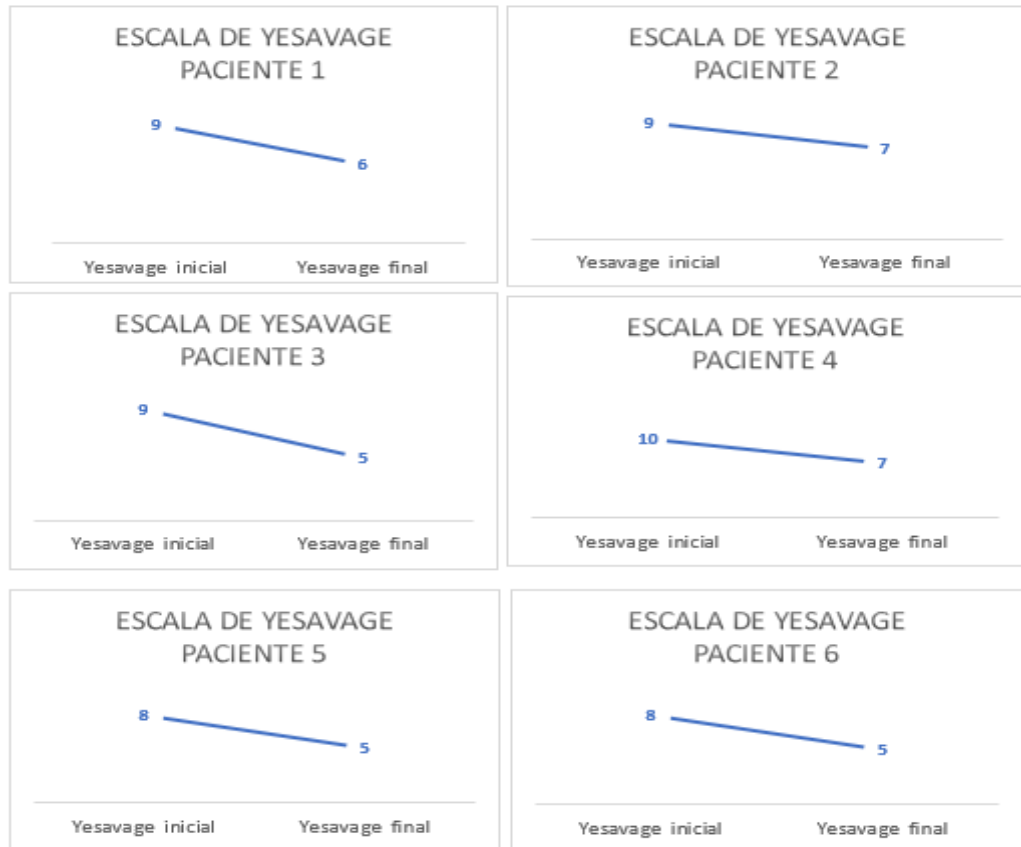 ESCALA DE YESAVAGE
PACIENTE 1
9
6
Yesavage inicial
Yesavage final
ESCALA DE YESAVAGE
PACIENTE 2
9
7
Yesavage inicial
Yesavage final
ESCALA DE YESAVAGE
PACIENTE 3
9
5
Yesavage inicial
Yesavage final
ESCALA DE YESAVAGE
PACIENTE 4
10
7
Yesavage inicial
Yesavage final
ESCALA DE YESAVAGE
PACIENTE 5
8
5
Yesavage inicial
Yesavage final
ESCALA DE YESAVAGE
PACIENTE 6
8
5
Yesavage inicial
Yesavage final